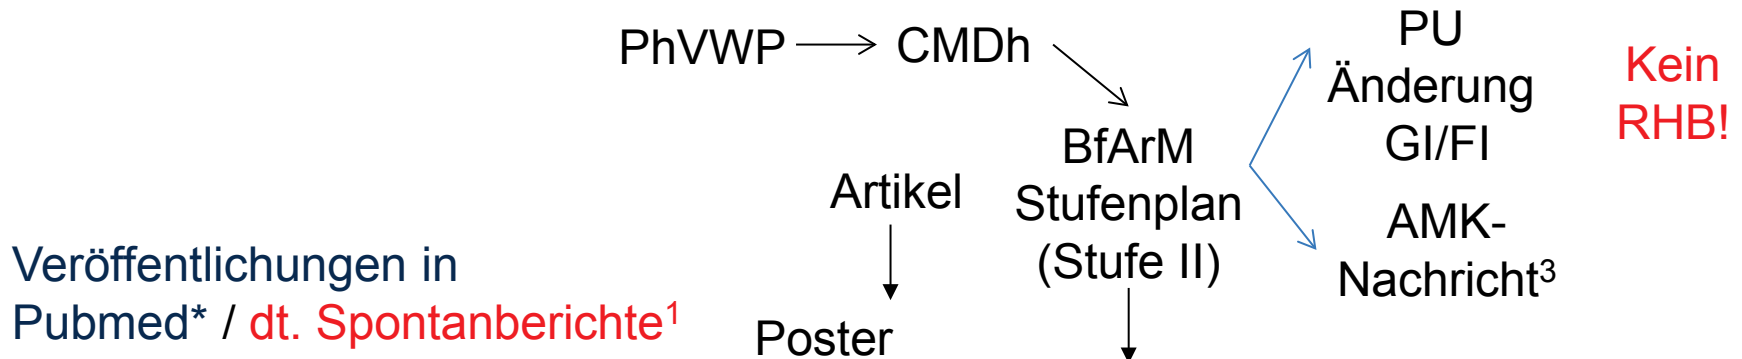 PhVWP
CMDh
PU
Änderung
GI/FI
Kein
RHB!
BfArM
Stufenplan
(Stufe II)
Artikel
AMK-
Nachricht³
Veröffentlichungen in
Pubmed* / dt. Spontanberichte¹
Poster